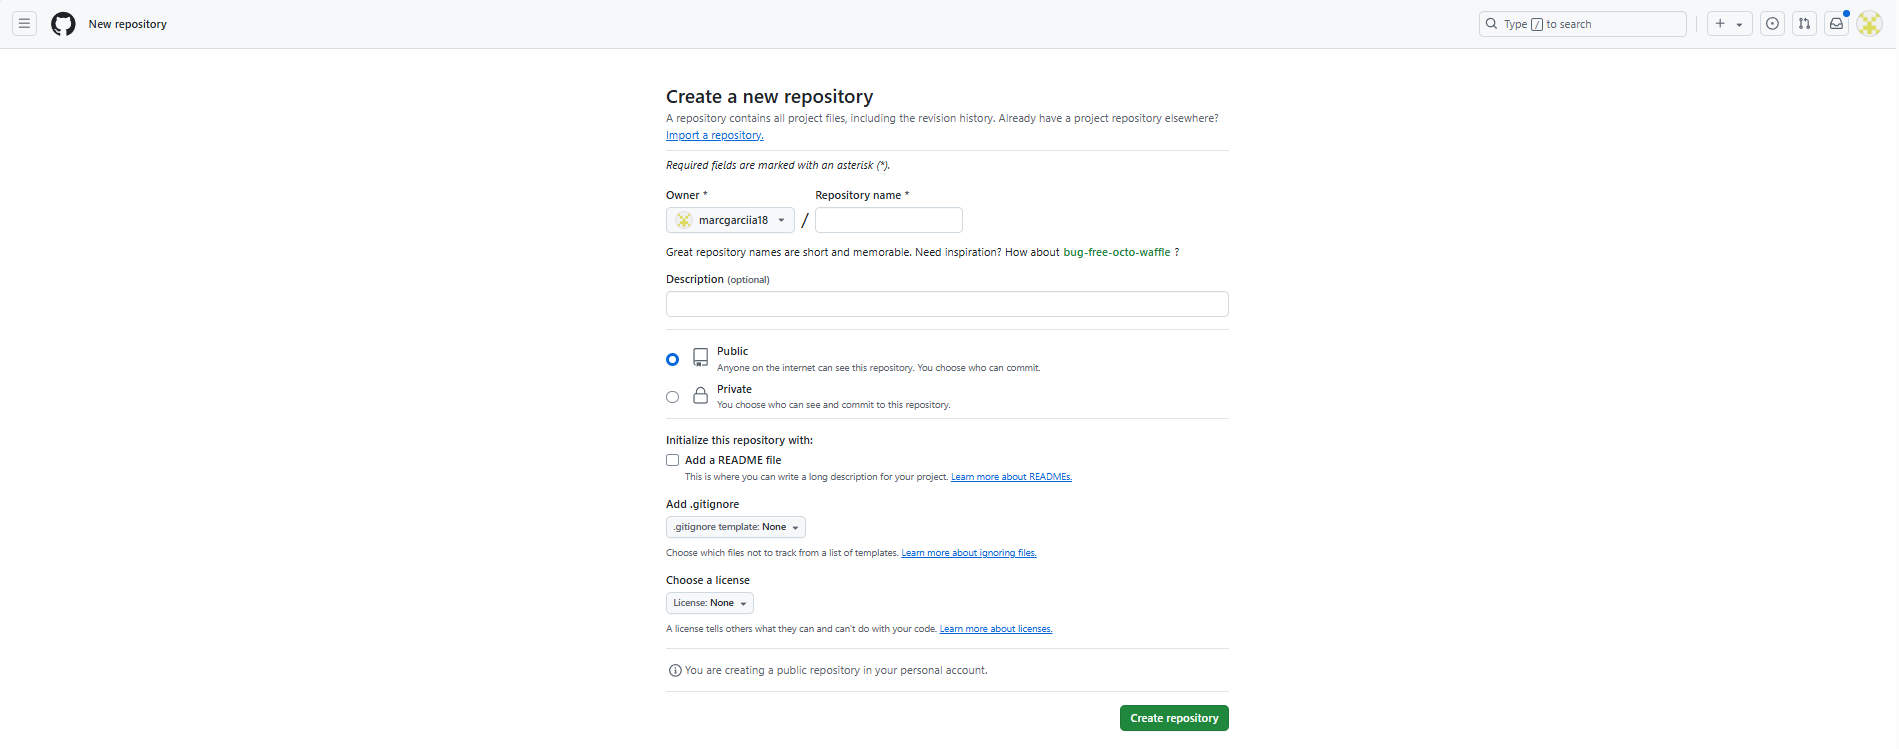 New repository
Type / to search
Create a new repository
A repository contains all project files, including the revision history. Already have a project repository elsewhere?
Import a repository.
Required fields are marked with an asterisk (*).
Owner * Repository name *
marcgarciia18 /
Great repository names are short and memorable. Need inspiration? How about bug-free-octo-waffle ?
Description (optional)
Public
Anyone on the internet can see this repository. You choose who can commit.
Private
You choose who can see and commit to this repository.
Initialize this repository with:
Add a README file
This is where you can write a long description for your project. Learn more about READMEs.
Add .gitignore
.gitignore template: None
Choose which files not to track from a list of templates. Learn more about ignoring files.
Choose a license
License: None
A license tells others what they can and can't do with your code. Learn more about licenses.
You are creating a public repository in your personal account.
Create repository